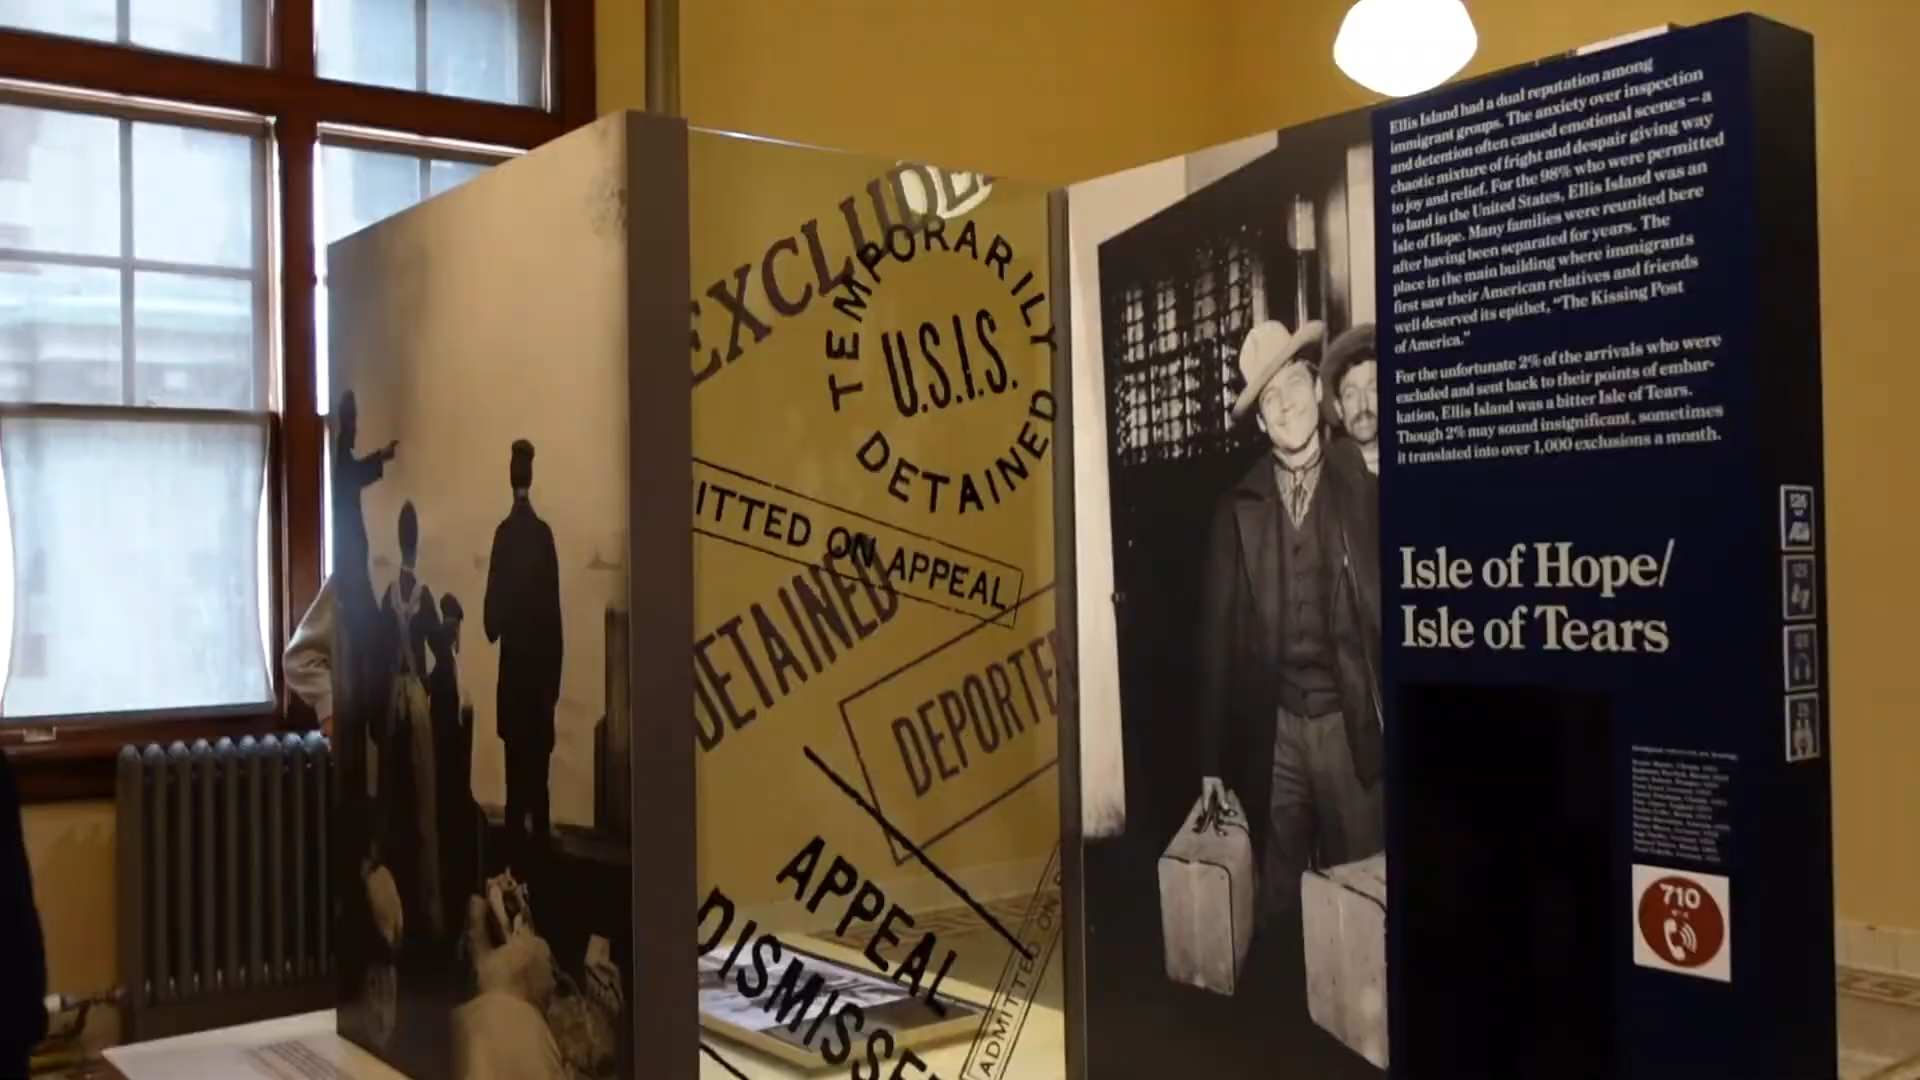 Ellis Island had a dual reputation among
immigrant groups. The anxiety over inspection
and detention often caused emotional scenes – a
chaotic mixture of fright and despair giving way
to joy and relief. For the 98% who were permitted
to land in the United States, Ellis Island was an
Isle of Hope. Many families were reunited here
after having been separated for years. The
place in the main building where immigrants
first saw their American relatives and friends
well deserved its epithet, “The Kissing Post
of America.”
For the unfortunate 2% of the arrivals who were
excluded and sent back to their points of embar-
kation, Ellis Island was a bitter Isle of Tears.
Though 2% may sound insignificant, sometimes
it translated into over 1,000 exclusions a month.
Isle of Hope/
Isle of Tears
710
EXCLUDED
TEMPORARILY
U.S.I.S.
DETAINED
ITTED ON APPEAL
DETAINED
DEPORTE
APPEAL
DISMISSE
ADMITTED ON